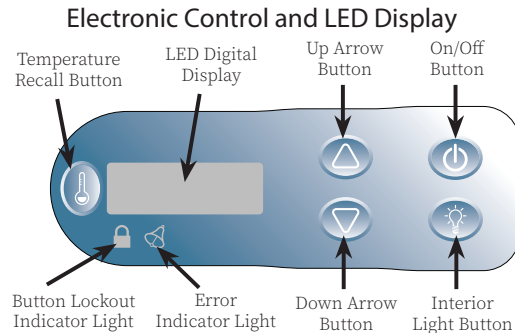 Electronic Control and LED Display
Temperature
Recall Button
LED Digital
Display
Up Arrow
Button
On/Off
Button
Button Lockout
Indicator Light
Error
Indicator Light
Down Arrow
Button
Interior
Light Button